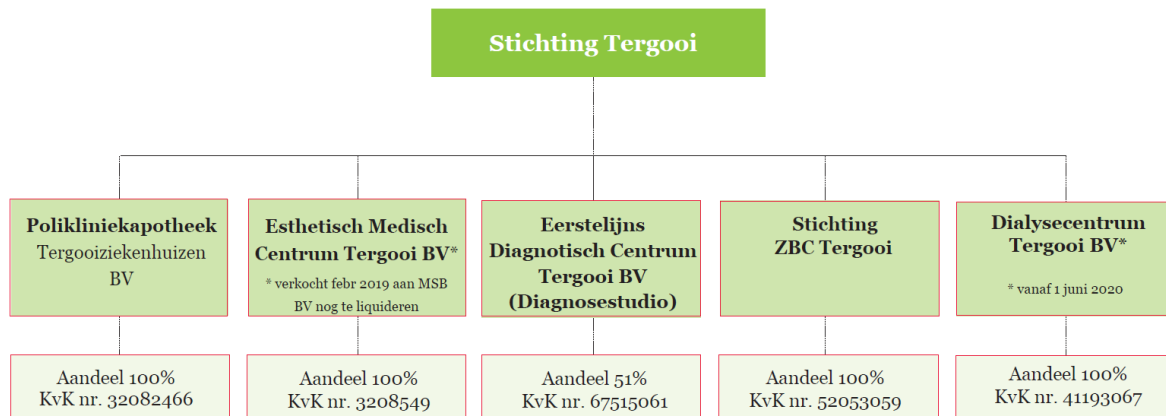 Stichting Tergooi
Polikliniekapotheek
Tergooiziekenhuizen
BV
Esthetisch Medisch
Centrum Tergooi BV*
* verkocht febr 2019 aan MSB
BV nog te liquideren
Eerstelijns
Diagnotisch Centrum
Tergooi BV
(Diagnosestudio)
Stichting
ZBC Tergooi
Dialysecentrum
Tergooi BV*
* vanaf 1 juni 2020
Aandeel 100%
KvK nr. 32082466
Aandeel 100%
KvK nr. 3208549
Aandeel 51%
KvK nr. 67515061
Aandeel 100%
KvK nr. 52053059
Aandeel 100%
KvK nr. 41193067